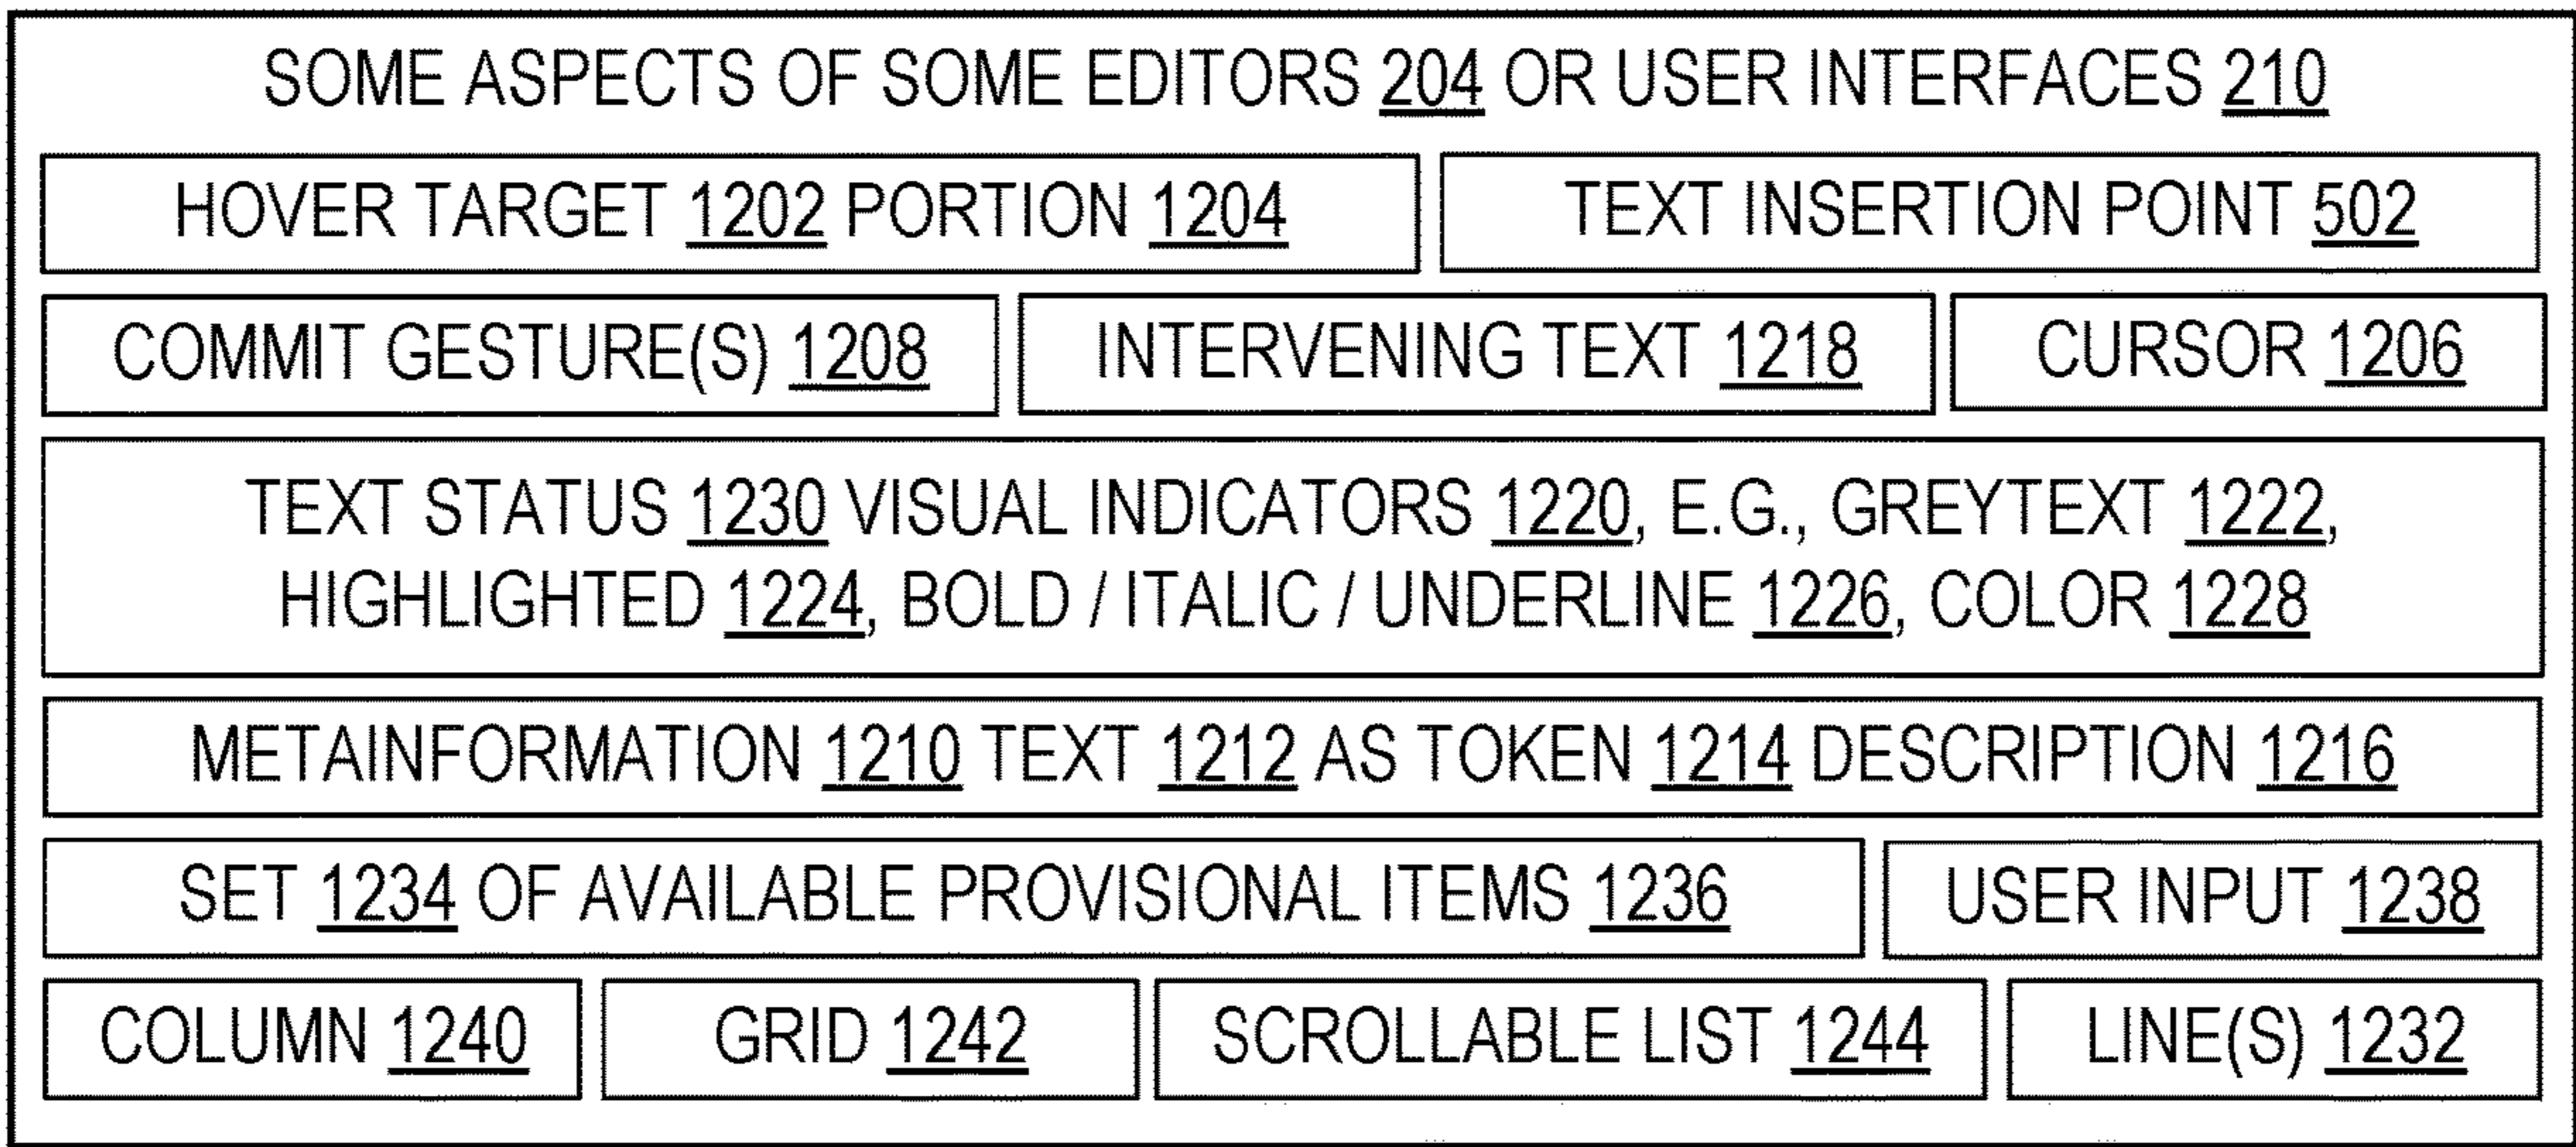 SOME ASPECTS OF SOME EDITORS 204 OR USER INTERFACES 210
HOVER TARGET 1202 PORTION 1204
TEXT INSERTION POINT 502
COMMIT GESTURE(S) 1208
INTERVENING TEXT 1218
CURSOR 1206
TEXT STATUS 1230 VISUAL INDICATORS 1220, E.G., GREYTEXT 1222,
HIGHLIGHTED 1224, BOLD / ITALIC / UNDERLINE 1226, COLOR 1228
METAINFORMATION 1210 TEXT 1212 AS TOKEN 1214 DESCRIPTION 1216
SET 1234 OF AVAILABLE PROVISIONAL ITEMS 1236
USER INPUT 1238
COLUMN 1240
GRID 1242
SCROLLABLE LIST 1244
LINE(S) 1232